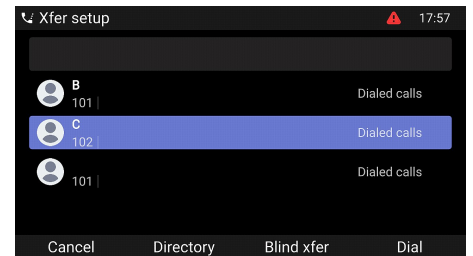 Xfer setup 17:57
B
101 Dialed calls
C
102 Dialed calls
101 Dialed calls
Cancel Directory Blind xfer Dial